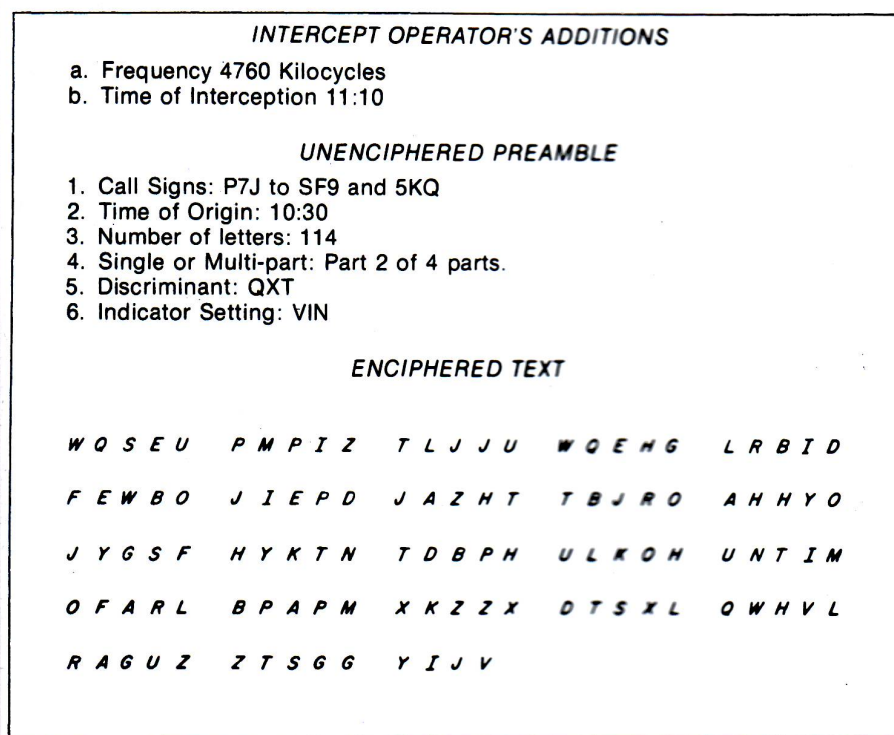 INTERCEPT OPERATOR'S ADDITIONS
a. Frequency 4760 Kilocycles
b. Time of Interception 11:10
UNENCIPHERED PREAMBLE
1. Call Signs: P7J to SF9 and 5KQ
2. Time of Origin: 10:30
3. Number of letters: 114
4. Single or Multi-part: Part 2 of 4 parts.
5. Discriminant: QXT
6. Indicator Setting: VIN
ENCIPHERED TEXT
WQSEU PMPIZ TLJJU WQEHG LRBID
FEWBO JIEPD JAZHT TBJRO AHHYO
JYGSF HYKTN TDBPH ULKOH UNTIM
OFARL BPAPM XKZZX DTSXL QWHVL
RAGUZ ZTSGG YIJV